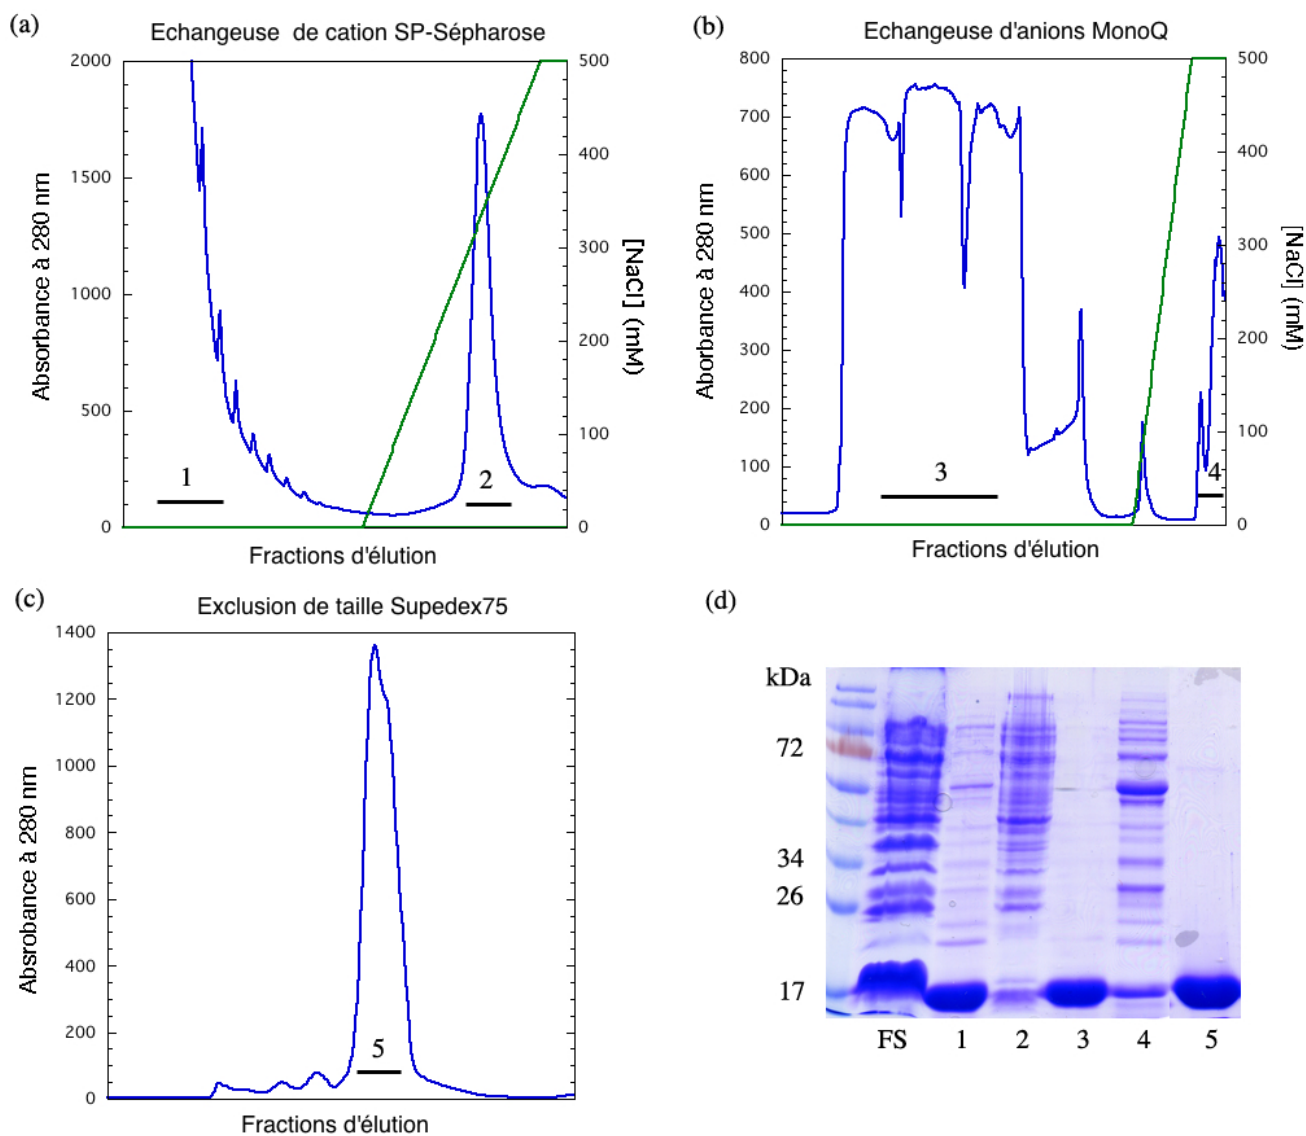 (a)
Echangeuse de cation SP-Sépharose
2000
1500
1000
500
0
Absorbance à 280 nm
500
400
300
200
100
0
[NaCl] (mM)
1
2
Fractions d'élution
(b)
Echangeuse d'anions MonoQ
800
700
600
500
400
300
200
100
0
Aborbance à 280 nm
500
400
300
200
100
0
[NaCl] (mM)
3
4
Fractions d'élution
(c)
Exclusion de taille Supedex75
1400
1200
1000
800
600
400
200
0
Absrobance à 280 nm
5
Fractions d'élution
(d)
kDa
72
34
26
17
FS 1 2 3 4 5